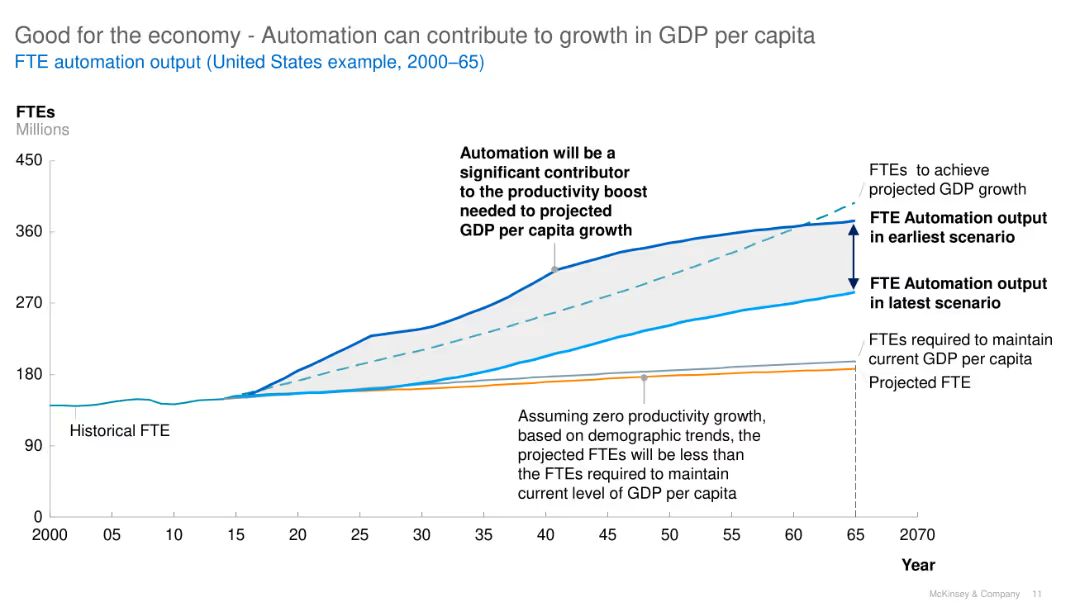 Good for the economy - Automation can contribute to growth in GDP per capita
FTE automation output (United States example, 2000–65)
FTEs
Millions
450
360
270
180
90
0
Automation will be a
significant contributor
to the productivity boost
needed to projected
GDP per capita growth
FTEs  to achieve
projected GDP growth
FTE Automation output
in earliest scenario
FTE Automation output
in latest scenario
FTEs required to maintain
current GDP per capita
Projected FTE
Historical FTE
Assuming zero productivity growth,
based on demographic trends, the
projected FTEs will be less than
the FTEs required to maintain
current level of GDP per capita
2000 05 10 15 20 25 30 35 40 45 50 55 60 65 2070
Year
McKinsey & Company 11